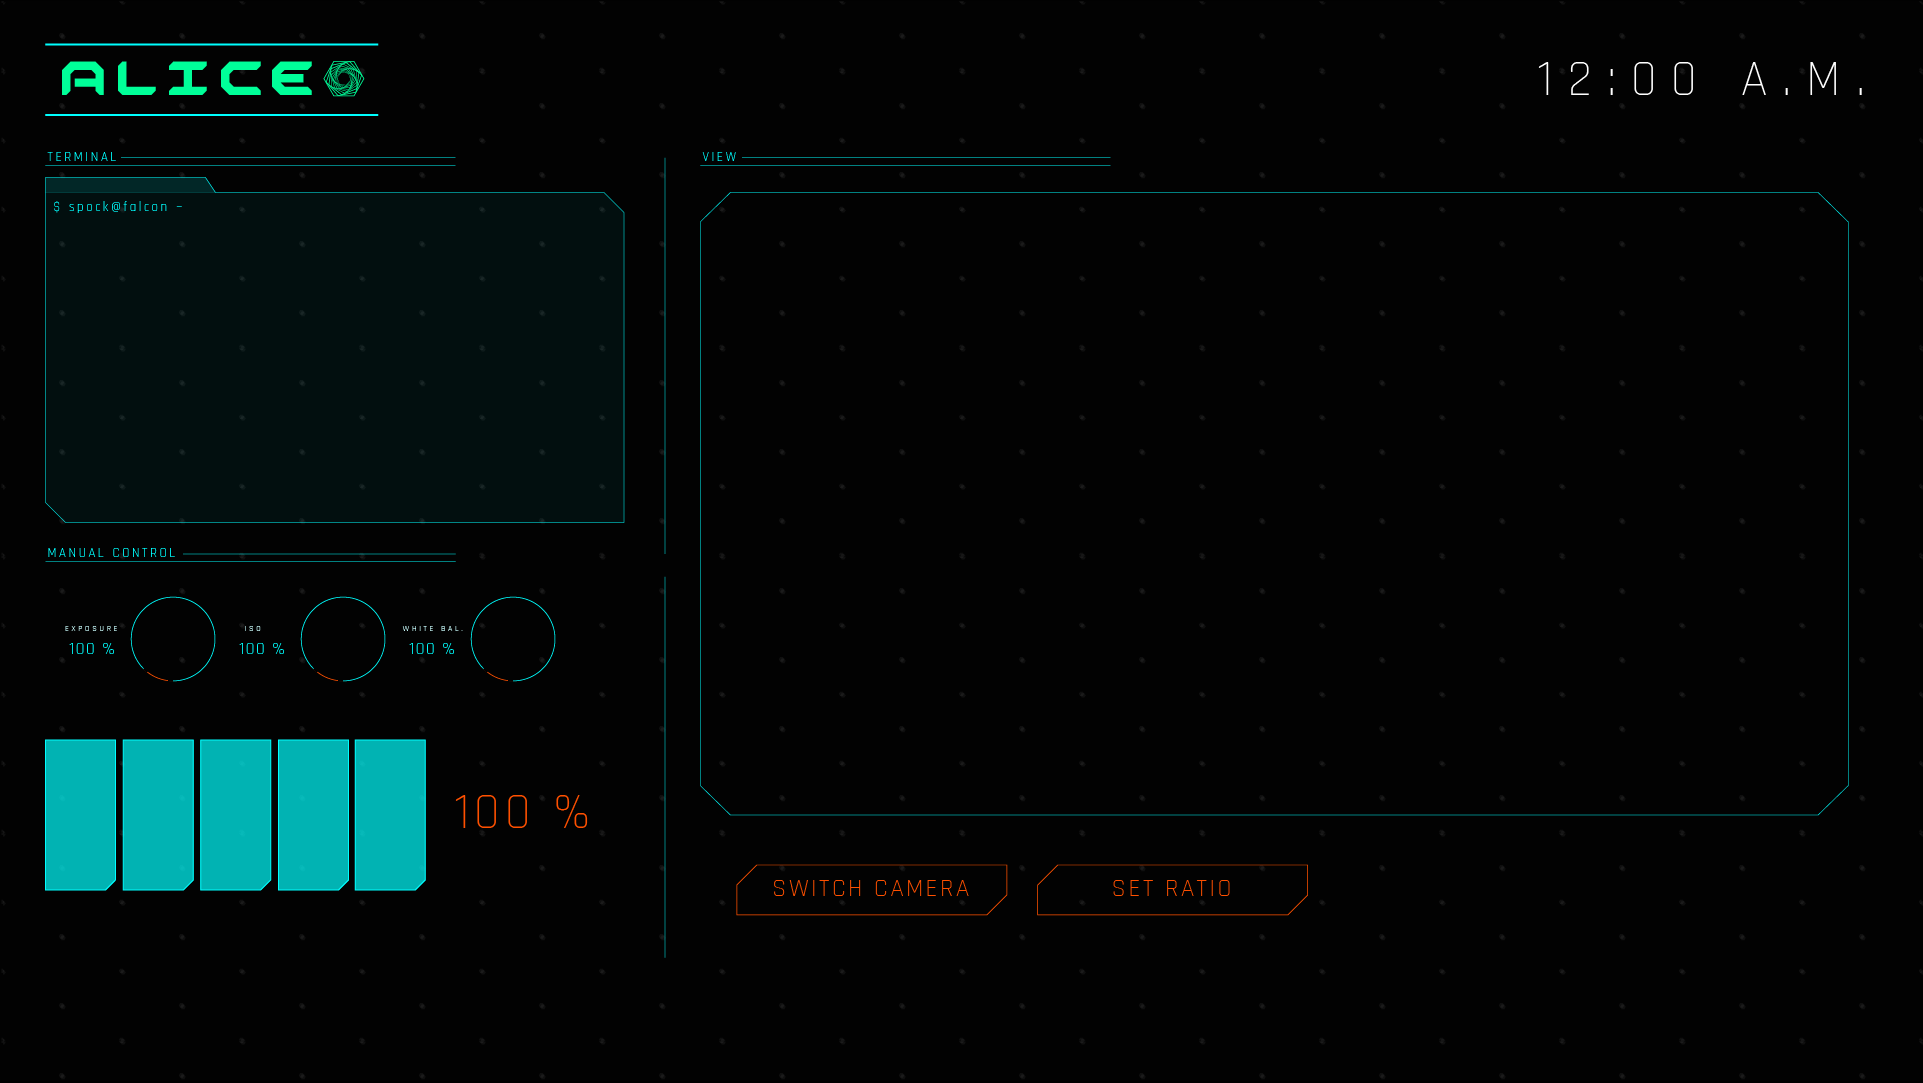 ALICE
12:00 A.M.
TERMINAL
$ spock@falcon ~
MANUAL CONTROL
EXPOSURE
100 %
ISO
100 %
WHITE BAL.
100 %
100 %
VIEW
SWITCH CAMERA
SET RATIO